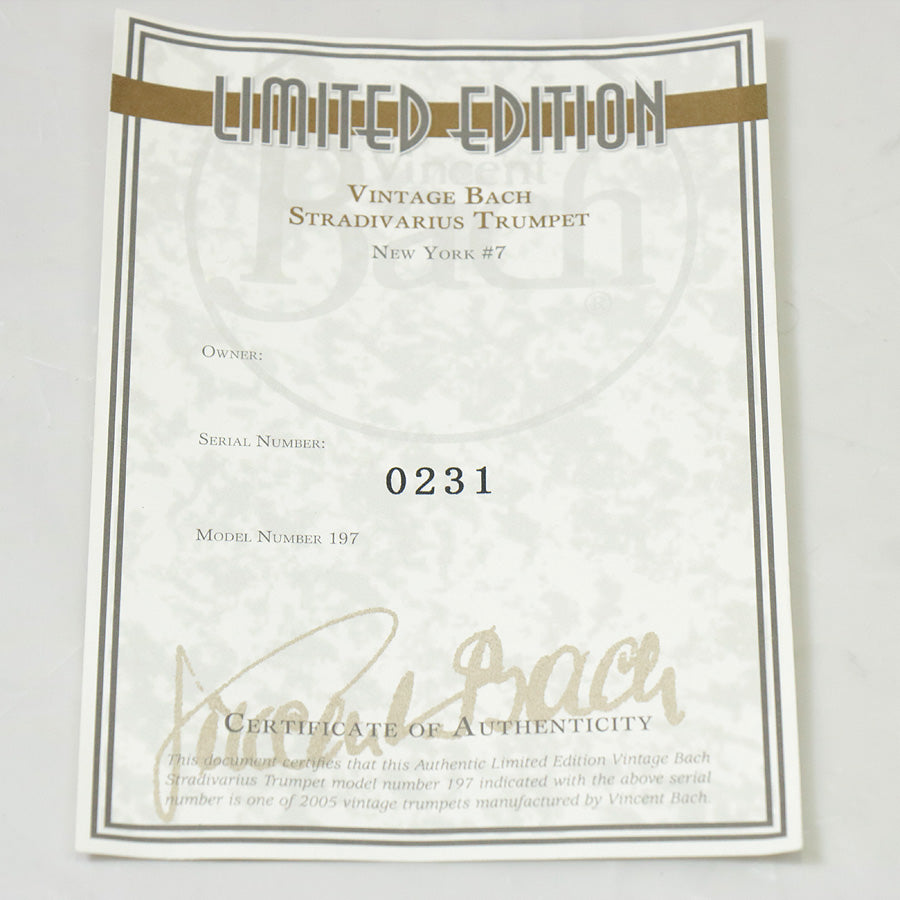 LIMITED EDITION
Vincent
Bach
®
VINTAGE BACH
STRADIVARIUS TRUMPET
NEW YORK #7
OWNER:
SERIAL NUMBER:
0231
MODEL NUMBER 197
Vincent Bach
CERTIFICATE OF AUTHENTICITY
This document certifies that this Authentic Limited Edition Vintage Bach
Stradivarius Trumpet model number 197 indicated with the above serial
number is one of 2005 vintage trumpets manufactured by Vincent Bach.